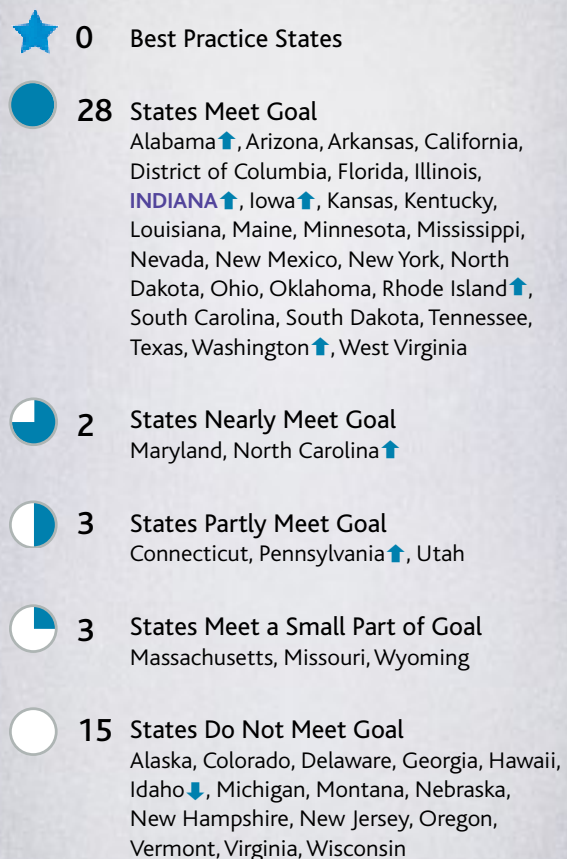 0 Best Practice States
28 States Meet Goal
Alabama⬆, Arizona, Arkansas, California,
District of Columbia, Florida, Illinois,
INDIANA⬆, Iowa⬆, Kansas, Kentucky,
Louisiana, Maine, Minnesota, Mississippi,
Nevada, New Mexico, New York, North
Dakota, Ohio, Oklahoma, Rhode Island⬆,
South Carolina, South Dakota, Tennessee,
Texas, Washington⬆, West Virginia
2 States Nearly Meet Goal
Maryland, North Carolina⬆
3 States Partly Meet Goal
Connecticut, Pennsylvania⬆, Utah
3 States Meet a Small Part of Goal
Massachusetts, Missouri, Wyoming
15 States Do Not Meet Goal
Alaska, Colorado, Delaware, Georgia, Hawaii,
Idaho⬇, Michigan, Montana, Nebraska,
New Hampshire, New Jersey, Oregon,
Vermont, Virginia, Wisconsin